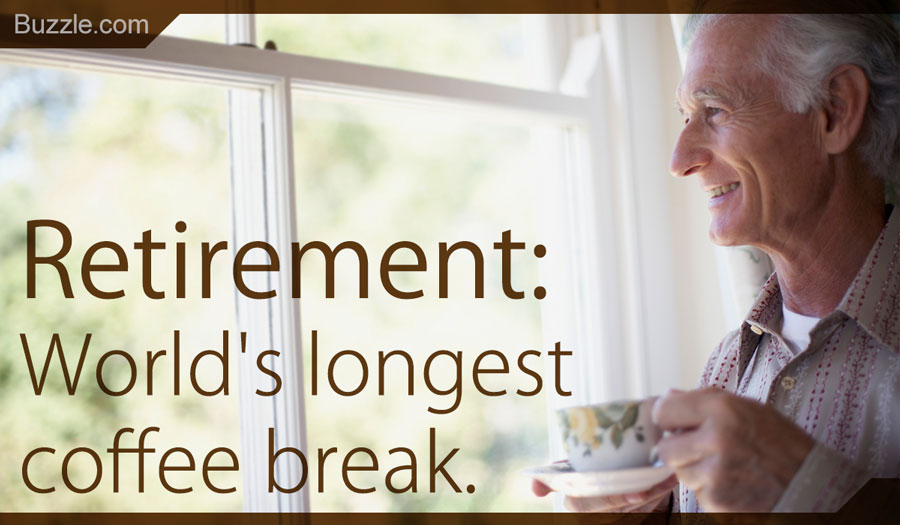 Buzzle.com
Retirement:
World's longest
coffee break.